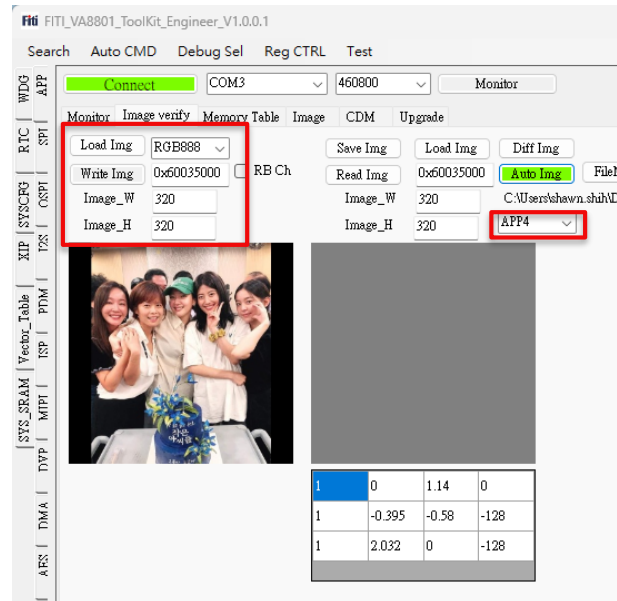 Fiti FITI_VA8801_ToolKit_Engineer_V1.0.0.1
Search Auto CMD Debug Sel Reg CTRL Test
Connect COM3 460800 Monitor
Monitor Image verify Memory Table Image CDM Upgrade
Load Img RGB888 Save Img Load Img Diff Img
Write Img 0x60035000 RB Ch Read Img 0x60035000 Auto Img
Image_W 320 Image_W 320 C:\Users\shawn.shih\D
Image_H 320 Image_H 320 APP4
1 0 1.14 0
1 -0.395 -0.58 -128
1 2.032 0 -128
WDG RTC SYSCFG XIP Vector_Table SYS_SRAM
APP SPI OSPI I2S PDM ISP MIPI DVP DMA AES